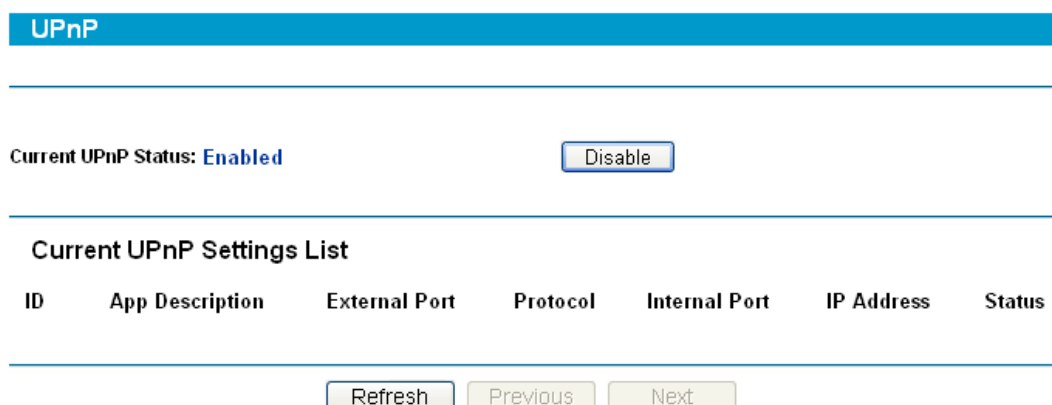 UPnP
Current UPnP Status: Enabled Disable
Current UPnP Settings List
ID App Description External Port Protocol Internal Port IP Address Status
Refresh Previous Next